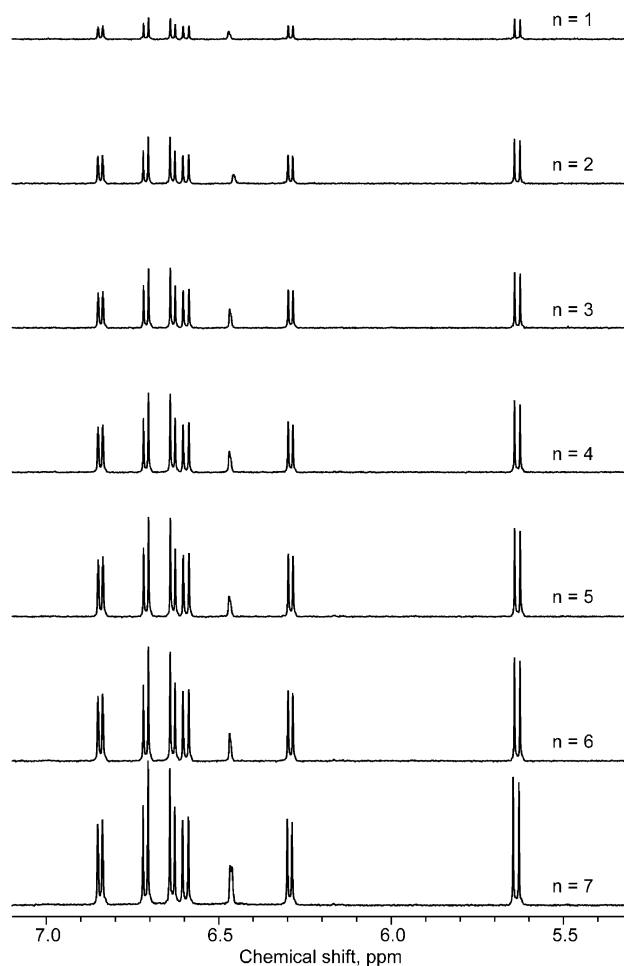 n = 1
n = 2
n = 3
n = 4
n = 5
n = 6
n = 7
7.0 6.5 6.0 5.5
Chemical shift, ppm